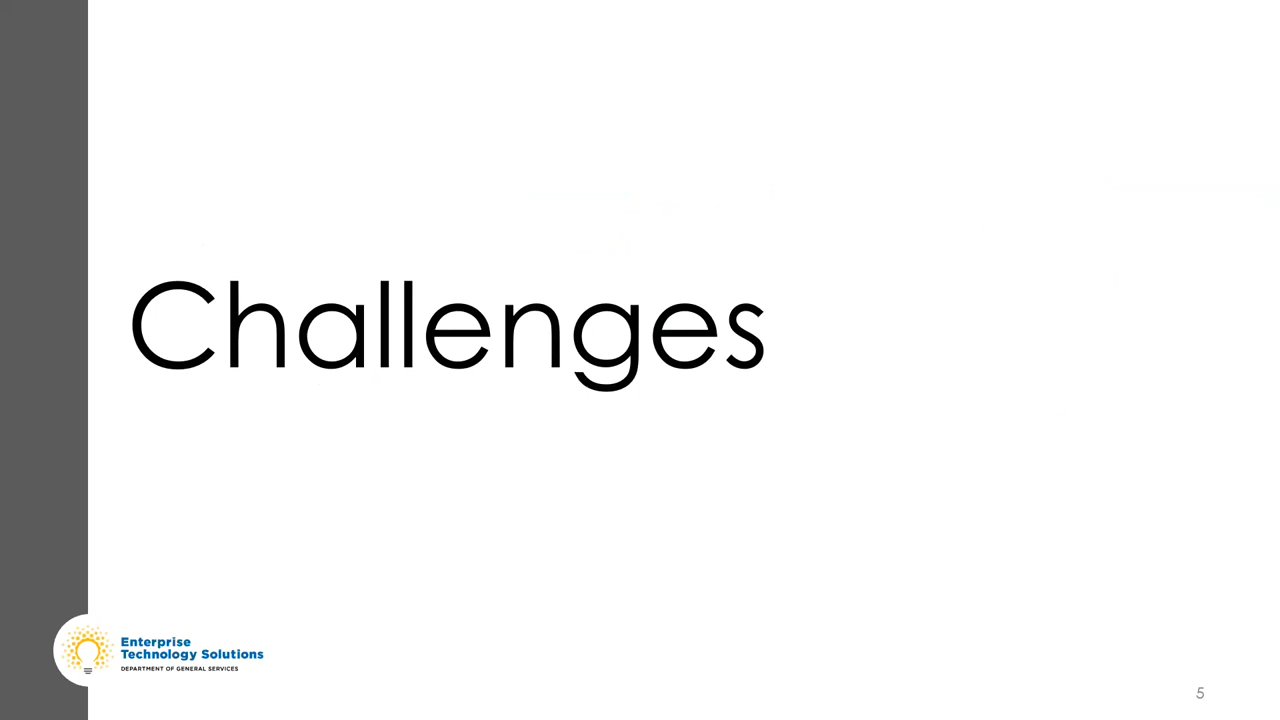 Challenges
Enterprise
Technology Solutions
DEPARTMENT OF GENERAL SERVICES
5